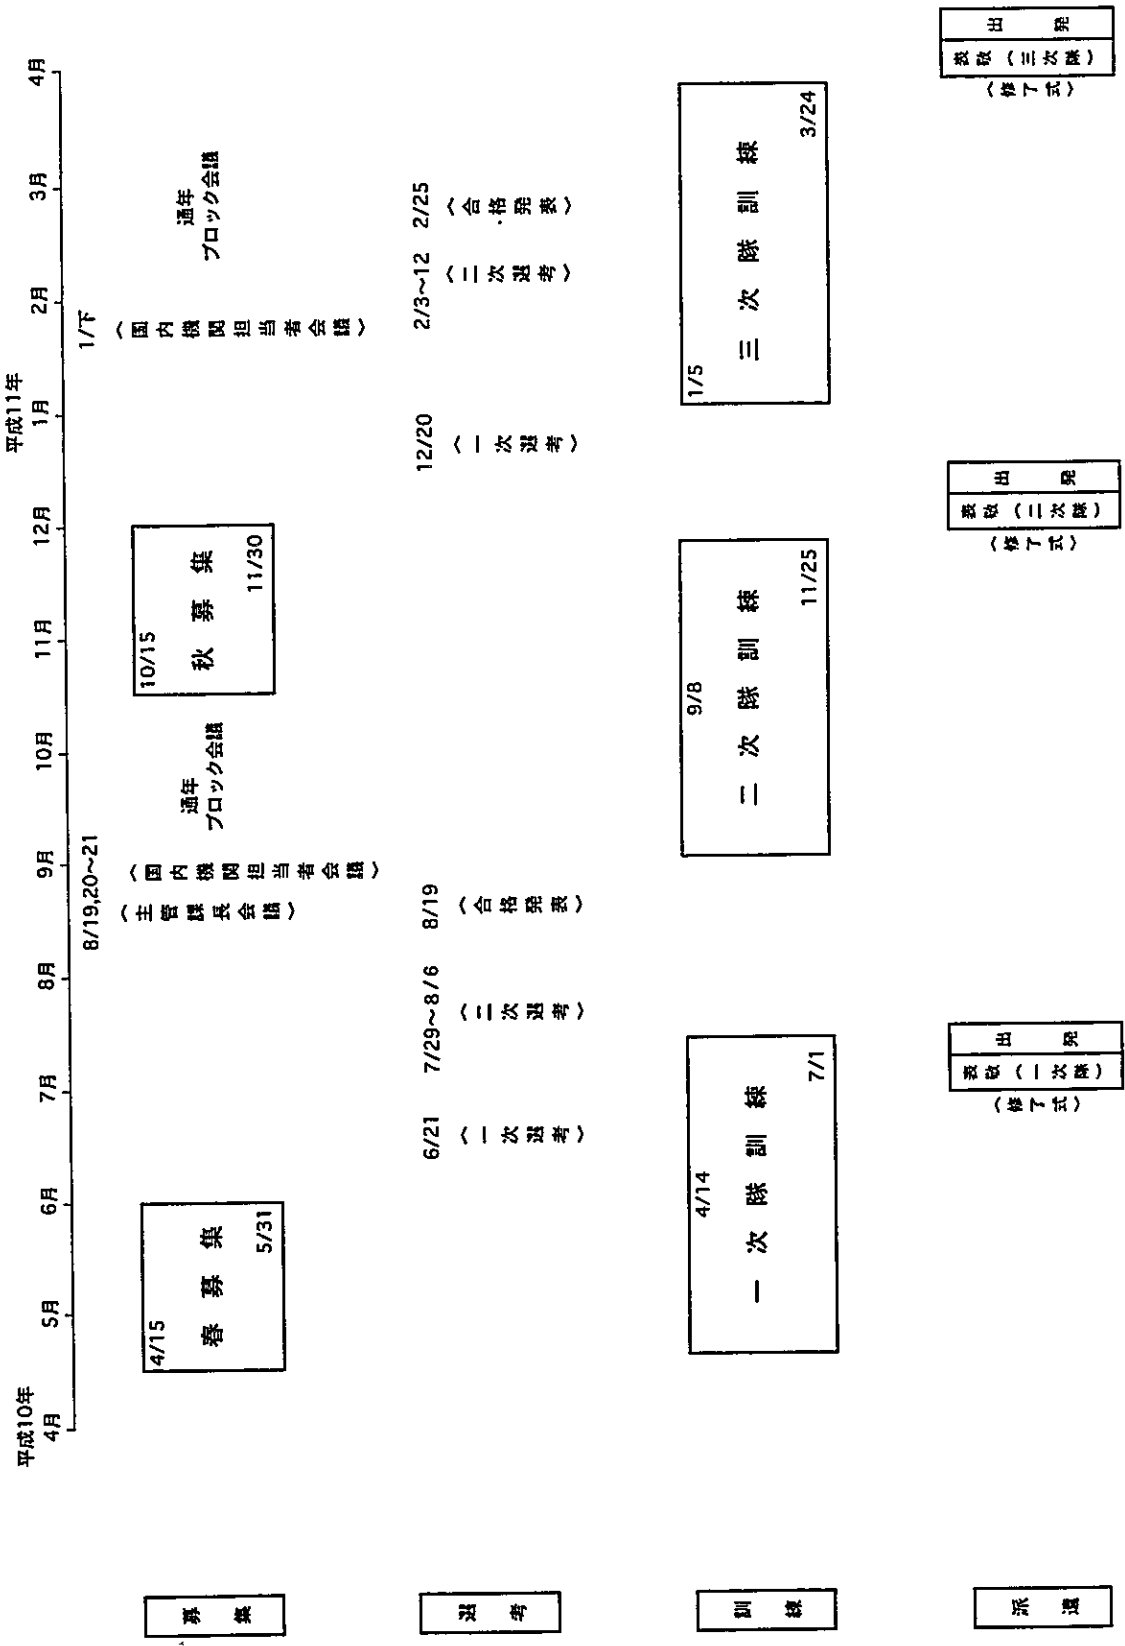 平成10年
平成11年
4月
5月
6月
7月
8月
9月
10月
11月
12月
1月
2月
3月
4月
募集
4/15
春募集
5/31
8/19,20〜21
〈主管課長会議〉
〈国内機関担当者会議〉
通年
ブロック会議
10/15
秋募集
11/30
1/下
〈国内機関担当者会議〉
通年
ブロック会議
選考
6/21
〈一次選考〉
7/29〜8/6
〈二次選考〉
8/19
〈合格発表〉
12/20
〈一次選考〉
2/3〜12
〈二次選考〉
2/25
〈合格発表〉
訓練
4/14
一次隊訓練
7/1
9/8
二次隊訓練
11/25
1/5
三次隊訓練
3/24
派遣
〈修了式〉
表敬(一次隊)
出発
〈修了式〉
表敬(二次隊)
出発
〈修了式〉
表敬(三次隊)
出発